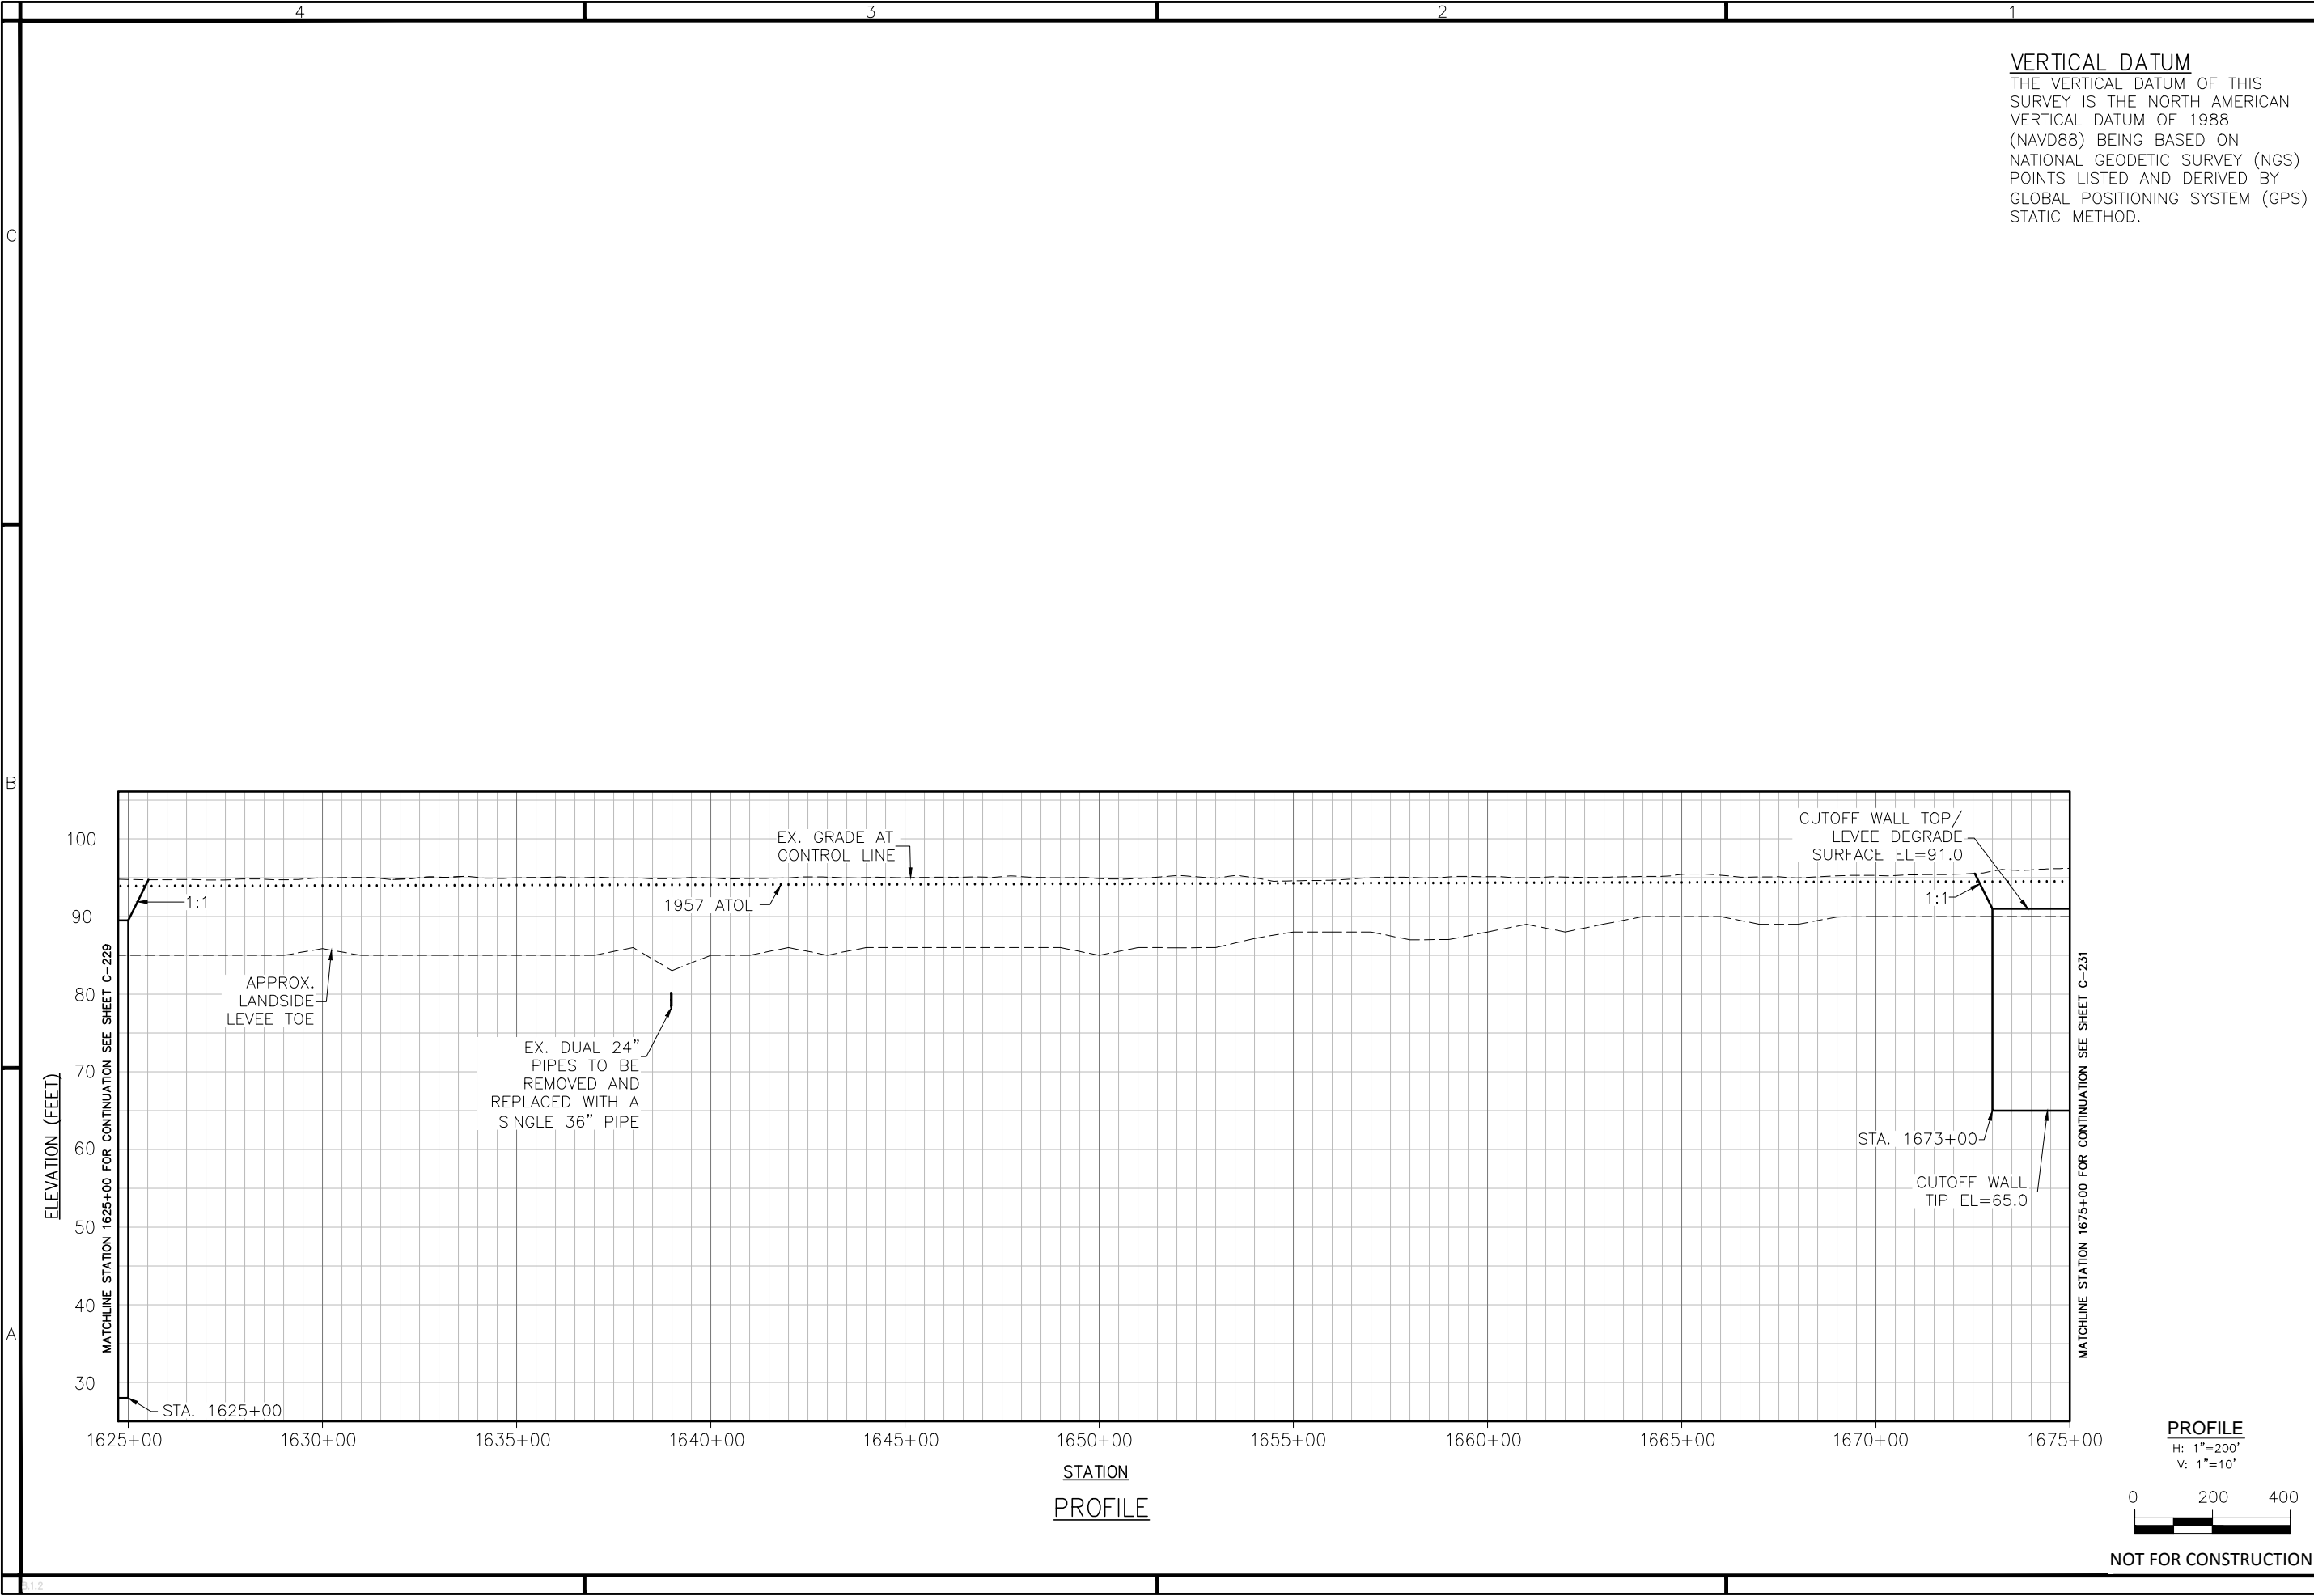 4
3
2
1
VERTICAL DATUM
THE VERTICAL DATUM OF THIS
SURVEY IS THE NORTH AMERICAN
VERTICAL DATUM OF 1988
(NAVD88) BEING BASED ON
NATIONAL GEODETIC SURVEY (NGS)
POINTS LISTED AND DERIVED BY
GLOBAL POSITIONING SYSTEM (GPS)
STATIC METHOD.
C
B
A
ELEVATION (FEET)
100
90
80
70
60
50
40
30
MATCHLINE STATION 1625+00 FOR CONTINUATION SEE SHEET C-229
1:1
APPROX.
LANDSIDE
LEVEE TOE
EX. DUAL 24"
PIPES TO BE
REMOVED AND
REPLACED WITH A
SINGLE 36" PIPE
EX. GRADE AT
CONTROL LINE
1957 ATOL
CUTOFF WALL TOP/
LEVEE DEGRADE
SURFACE EL=91.0
1:1
STA. 1673+00
CUTOFF WALL
TIP EL=65.0
STA. 1625+00
MATCHLINE STATION 1675+00 FOR CONTINUATION SEE SHEET C-231
1625+00
1630+00
1635+00
1640+00
1645+00
1650+00
1655+00
1660+00
1665+00
1670+00
1675+00
STATION
PROFILE
PROFILE
H: 1"=200'
V: 1"=10'
0 200 400
NOT FOR CONSTRUCTION